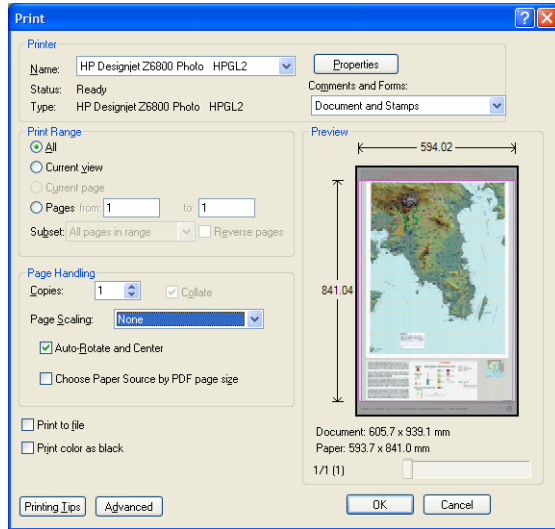 Print
Printer
Name: HP Designjet Z6800 Photo HPGL2
Properties
Status: Ready
Comments and Forms:
Type: HP Designjet Z6800 Photo HPGL2
Document and Stamps
Print Range
All
Current view
Current page
Pages from: 1 to: 1
Subset: All pages in range Reverse pages
Page Handling
Copies: 1 Collate
Page Scaling: None
Auto-Rotate and Center
Choose Paper Source by PDF page size
Print to file
Print color as black
Preview
594.02
841.04
Document: 605.7 x 939.1 mm
Paper: 593.7 x 841.0 mm
1/1 (1)
Printing Tips Advanced OK Cancel